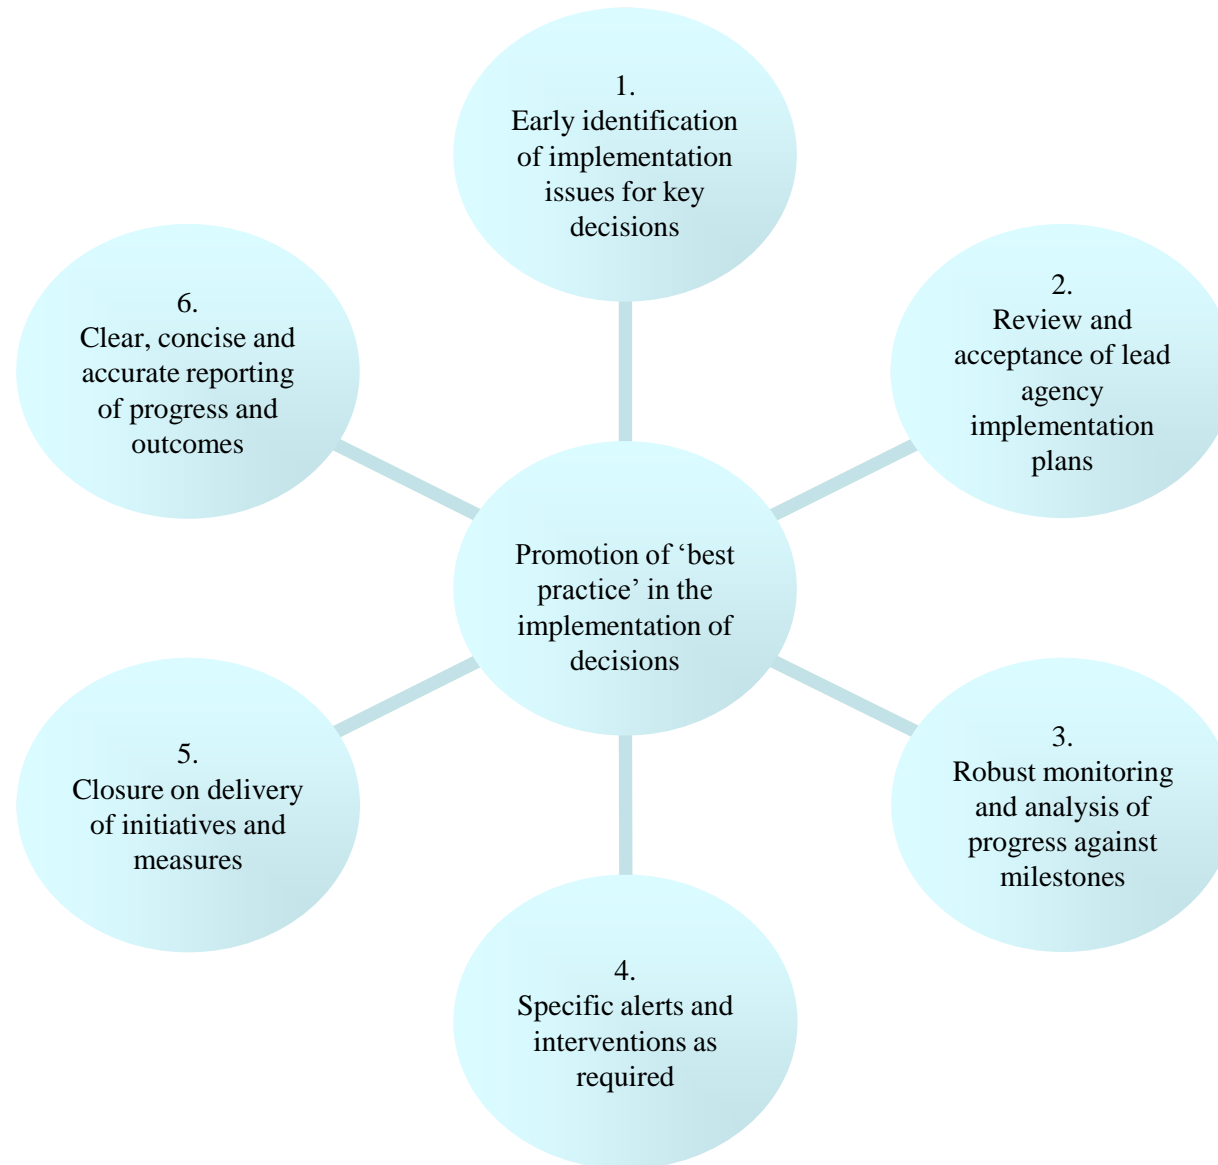 1.
Early identification
of implementation
issues for key
decisions
2.
Review and
acceptance of lead
agency
implementation
plans
3.
Robust monitoring
and analysis of
progress against
milestones
4.
Specific alerts and
interventions as
required
5.
Closure on delivery
of initiatives and
measures
6.
Clear, concise and
accurate reporting
of progress and
outcomes
Promotion of ‘best
practice’ in the
implementation of
decisions